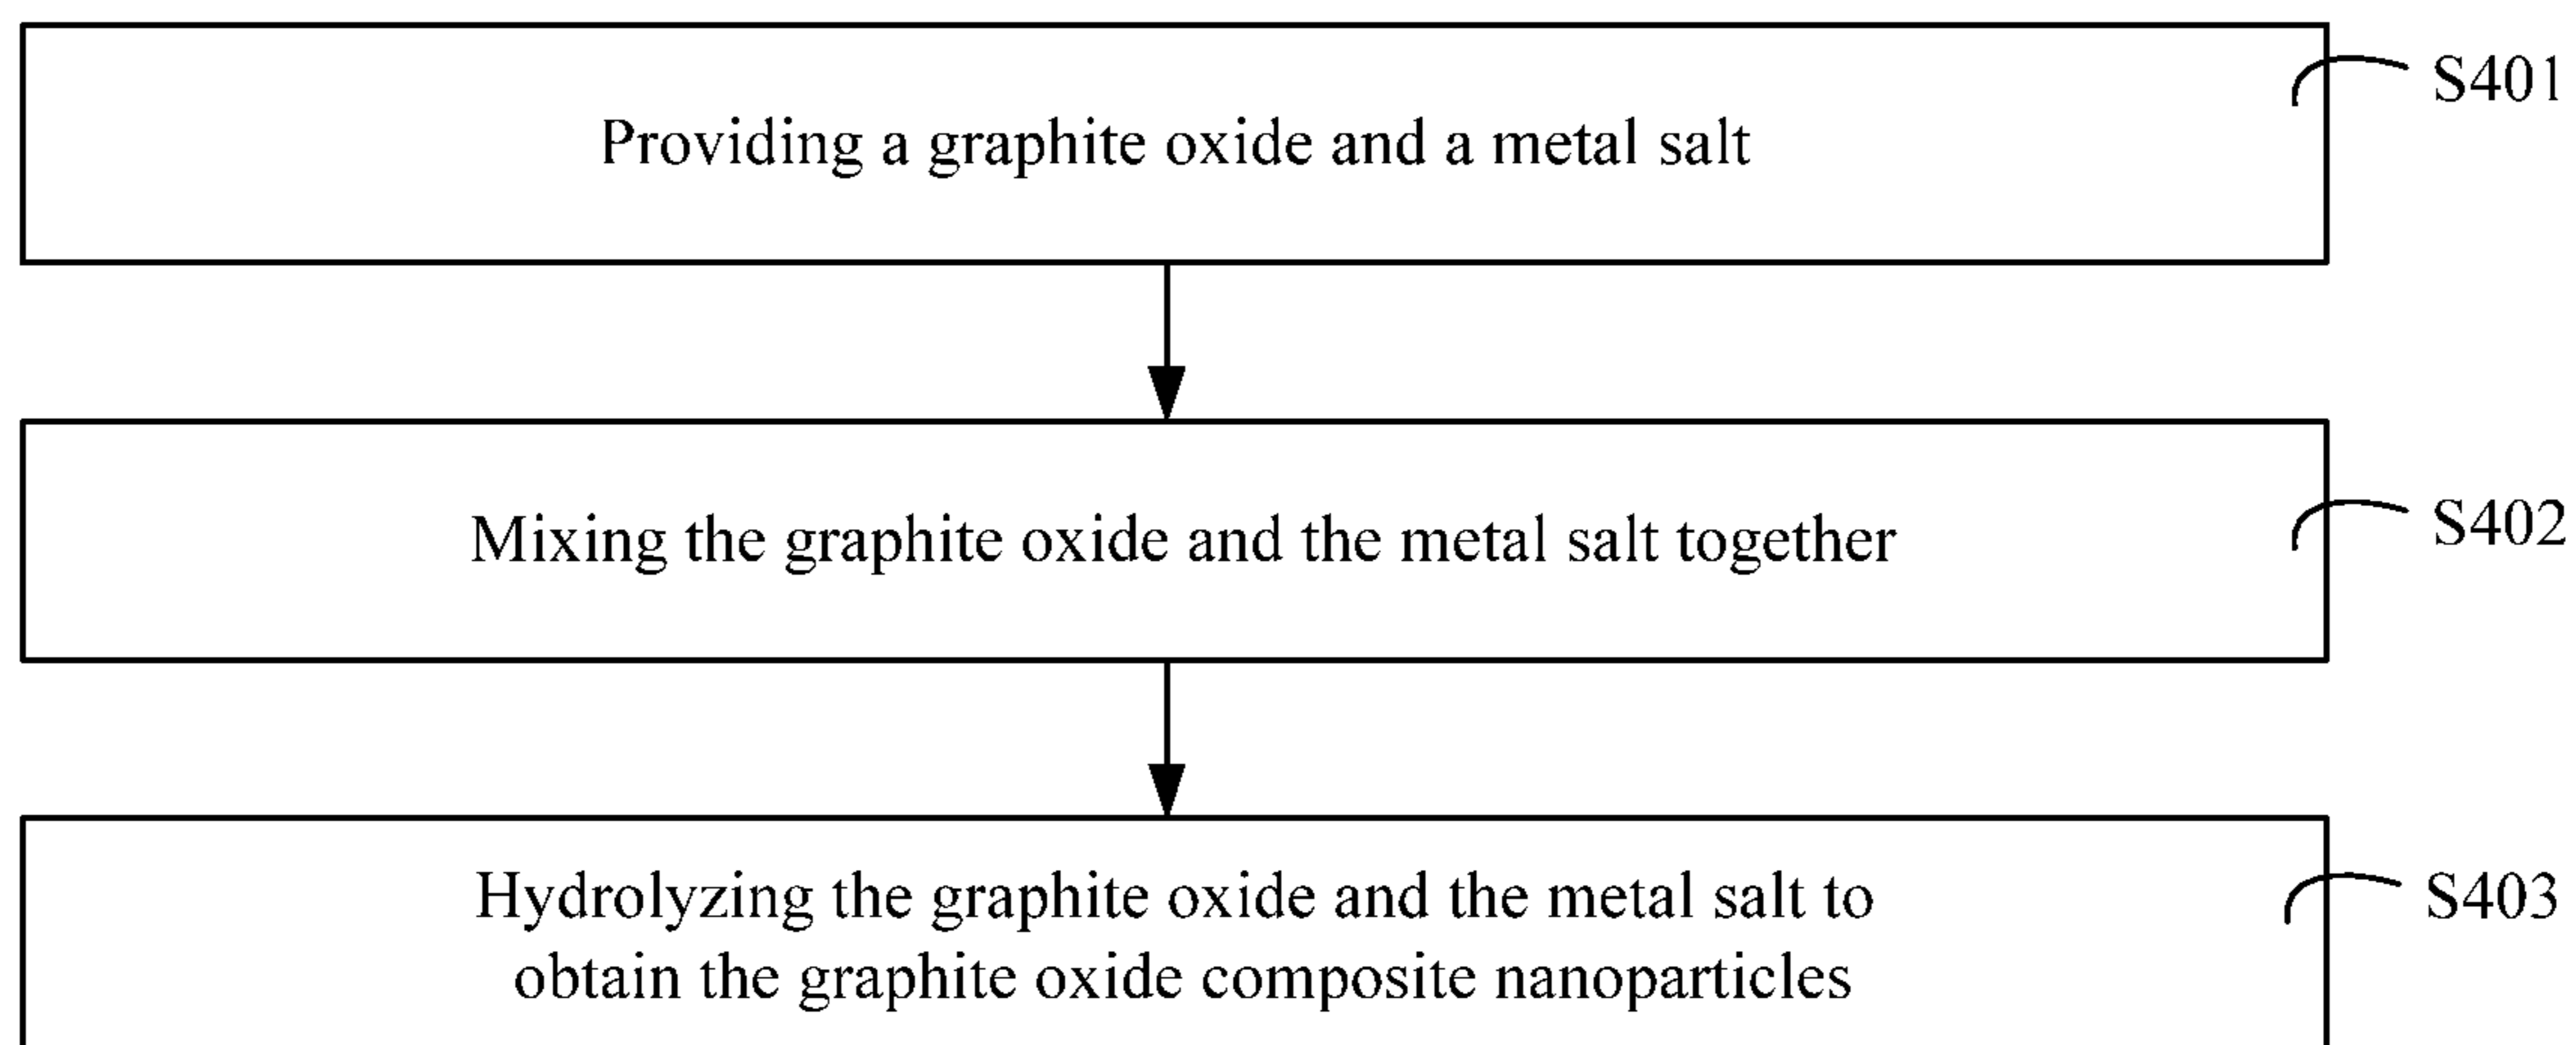 S401
Providing a graphite oxide and a metal salt
S402
Mixing the graphite oxide and the metal salt together
S403
Hydrolyzing the graphite oxide and the metal salt to
obtain the graphite oxide composite nanoparticles